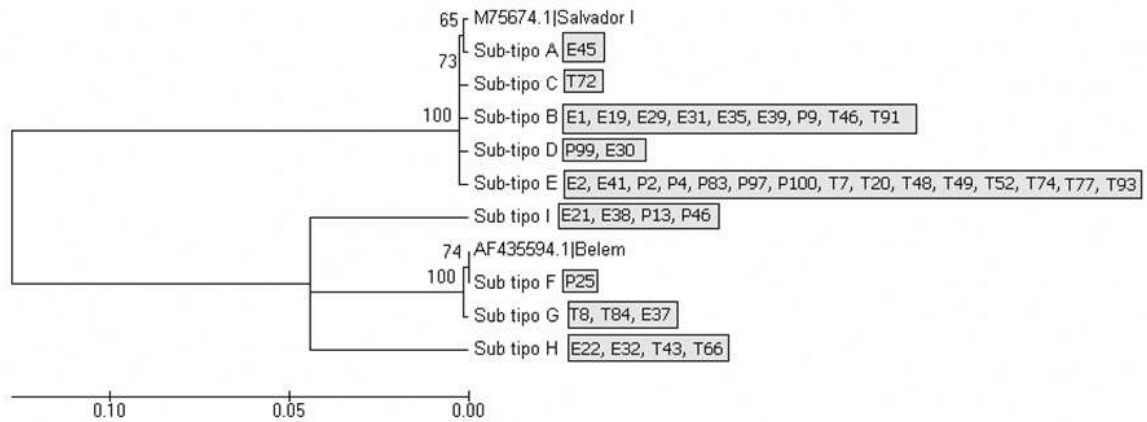 65 M75674.1|Salvador I
Sub-tipo A E45
73
Sub-tipo C T72
100 Sub-tipo B E1, E19, E29, E31, E35, E39, P9, T46, T91
Sub-tipo D P99, E30
Sub-tipo E E2, E41, P2, P4, P83, P97, P100, T7, T20, T48, T49, T52, T74, T77, T93
Sub tipo I E21, E38, P13, P46
74 AF435594.1|Belem
100 Sub tipo F P25
Sub tipo G T8, T84, E37
Sub tipo H E22, E32, T43, T66
0.10 0.05 0.00